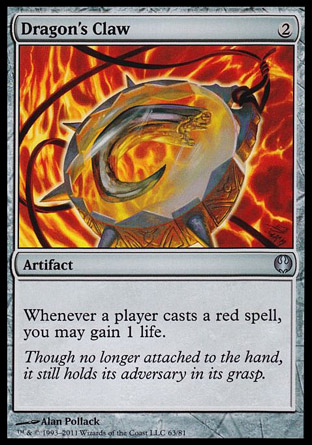 Dragon's Claw 2
Artifact
Whenever a player casts a red spell,
you may gain 1 life.
Though no longer attached to the hand,
it still holds its adversary in its grasp.
Alan Pollack
™ & © 1993–2011 Wizards of the Coast LLC 63/81